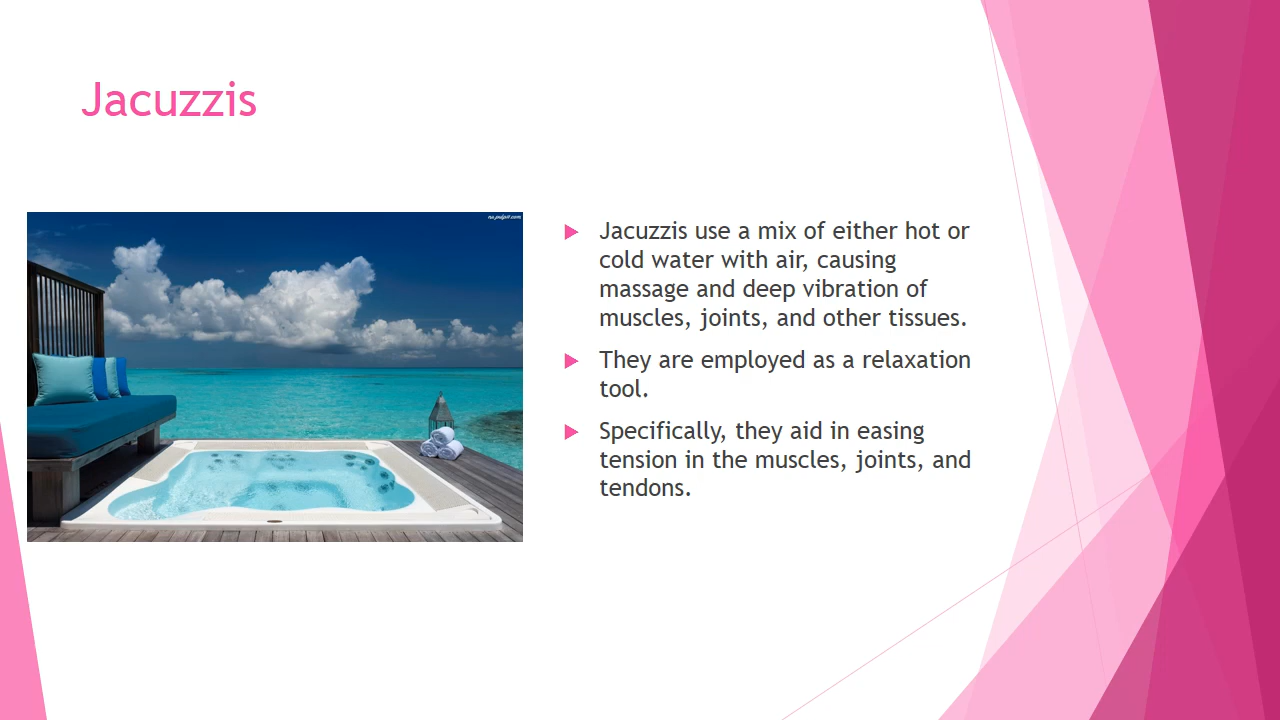 Jacuzzis
Jacuzzis use a mix of either hot or
cold water with air, causing
massage and deep vibration of
muscles, joints, and other tissues.
They are employed as a relaxation
tool.
Specifically, they aid in easing
tension in the muscles, joints, and
tendons.